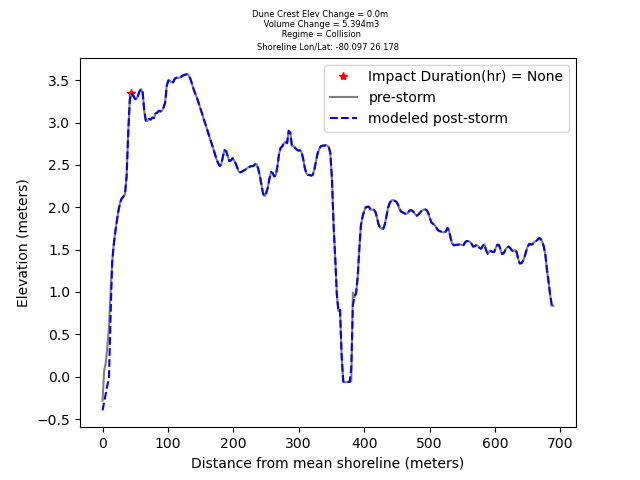 Dune Crest Elev Change = 0.0m
Volume Change = 5.394m3
Regime = Collision
Shoreline Lon/Lat: -80.097 26.178
Impact Duration(hr) = None
pre-storm
modeled post-storm
3.5
3.0
2.5
2.0
1.5
1.0
0.5
0.0
−0.5
Elevation (meters)
0 100 200 300 400 500 600 700
Distance from mean shoreline (meters)